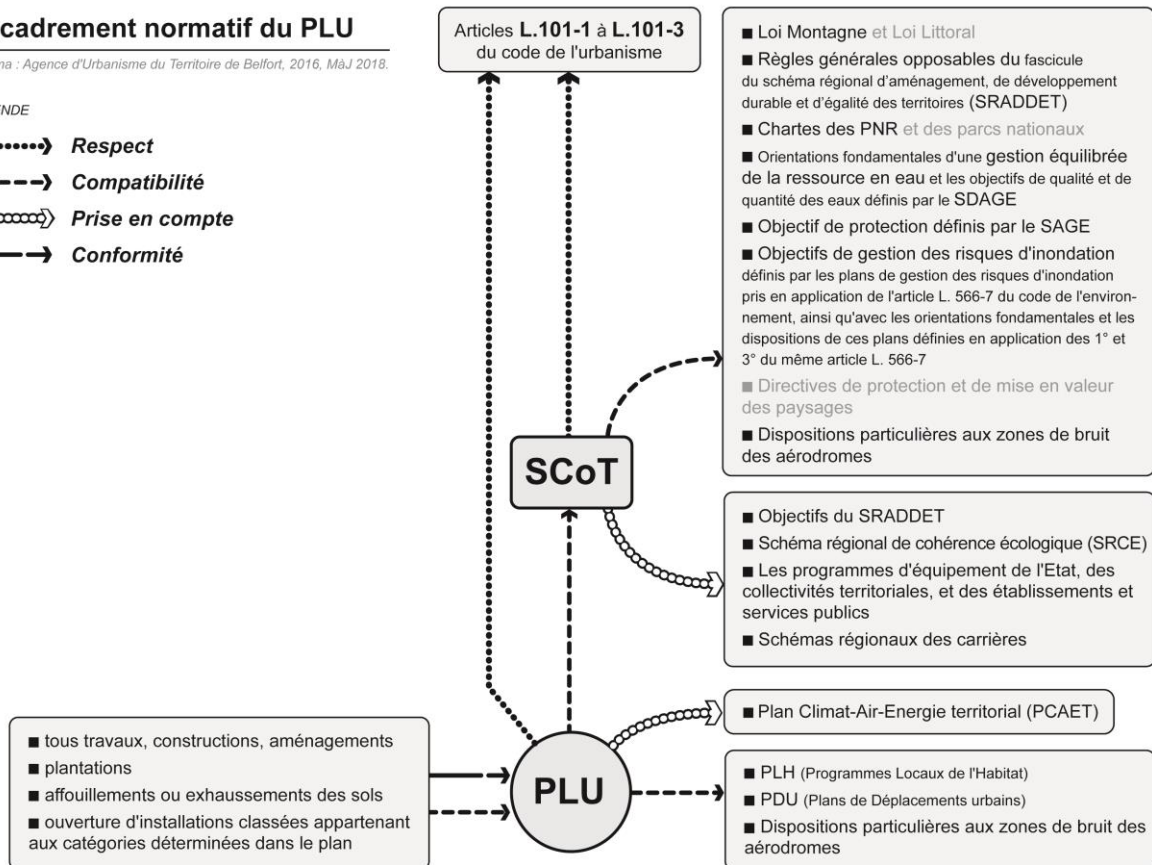 cadrement normatif du PLU
ma : Agence d'Urbanisme du Territoire de Belfort, 2016, MàJ 2018.
ENDE
Respect
Compatibilité
Prise en compte
Conformité
Articles L.101-1 à L.101-3
du code de l'urbanisme
■ Loi Montagne et Loi Littoral
■ Règles générales opposables du fascicule
du schéma régional d'aménagement, de développement
durable et d'égalité des territoires (SRADDET)
■ Chartes des PNR et des parcs nationaux
■ Orientations fondamentales d'une gestion équilibrée
de la ressource en eau et les objectifs de qualité et de
quantité des eaux définis par le SDAGE
■ Objectif de protection définis par le SAGE
■ Objectifs de gestion des risques d'inondation
définis par les plans de gestion des risques d'inondation
pris en application de l'article L. 566-7 du code de l'environ-
nement, ainsi qu'avec les orientations fondamentales et les
dispositions de ces plans définies en application des 1° et
3° du même article L. 566-7
■ Directives de protection et de mise en valeur
des paysages
■ Dispositions particulières aux zones de bruit
des aérodromes
SCoT
■ Objectifs du SRADDET
■ Schéma régional de cohérence écologique (SRCE)
■ Les programmes d'équipement de l'Etat, des
collectivités territoriales, et des établissements et
services publics
■ Schémas régionaux des carrières
■ Plan Climat-Air-Energie territorial (PCAET)
■ tous travaux, constructions, aménagements
■ plantations
■ affouillements ou exhaussements des sols
■ ouverture d'installations classées appartenant
aux catégories déterminées dans le plan
PLU
■ PLH (Programmes Locaux de l'Habitat)
■ PDU (Plans de Déplacements urbains)
■ Dispositions particulières aux zones de bruit des
aérodromes